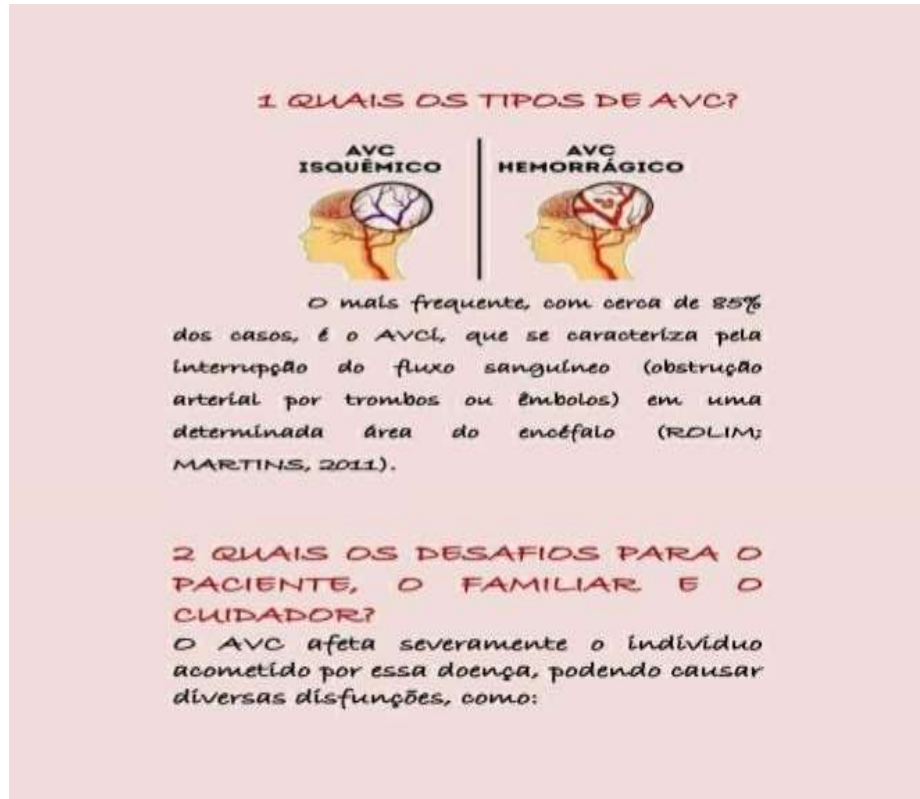 1 QUAIS OS TIPOS DE AVC?
AVC
ISQUÊMICO
AVC
HEMORRÁGICO
O mais frequente, com cerca de 85%
dos casos, é o AVCi, que se caracteriza pela
interrupção do fluxo sanguíneo (obstrução
arterial por trombos ou êmbolos) em uma
determinada área do encéfalo (ROLIM;
MARTINS, 2011).
2 QUAIS OS DESAFIOS PARA O
PACIENTE, O FAMILIAR E O
CUIDADOR?
O AVC afeta severamente o indivíduo
acometido por essa doença, podendo causar
diversas disfunções, como: